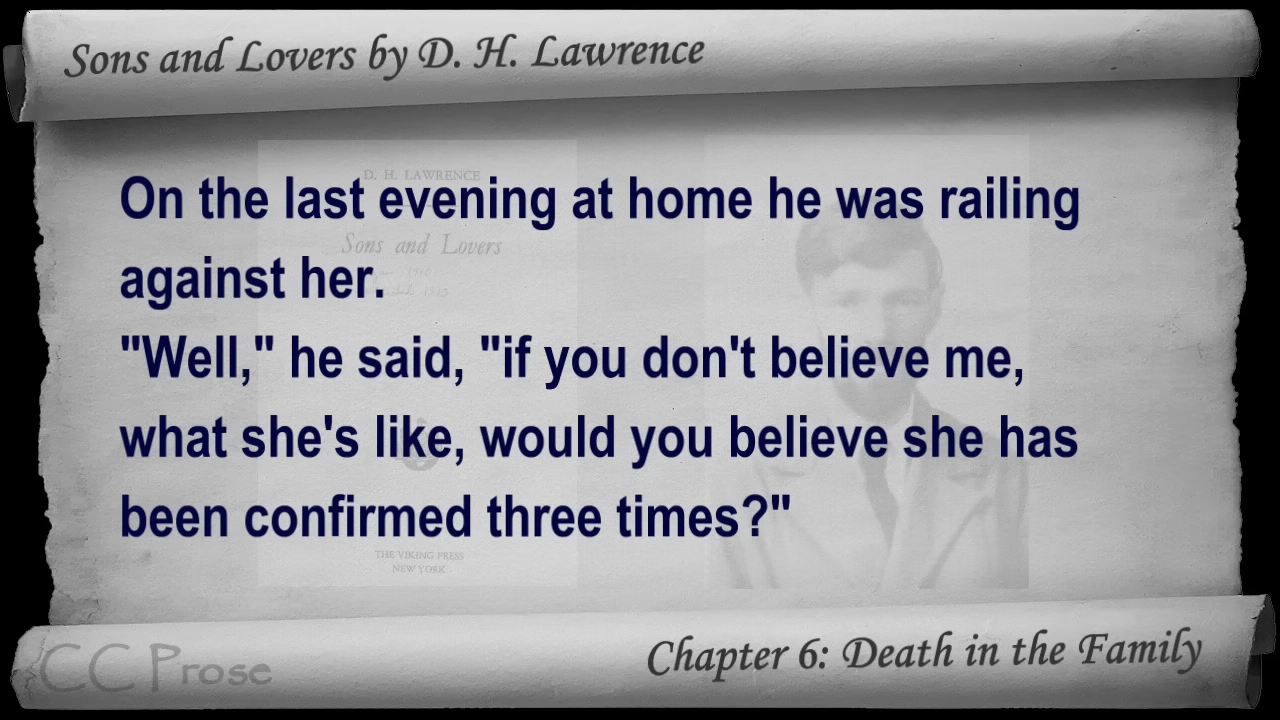 Sons and Lovers by D. H. Lawrence
D. H. LAWRENCE
On the last evening at home he was railing
Sons and Lovers
against her.
"Well," he said, "if you don't believe me,
what she's like, would you believe she has
been confirmed three times?"
THE VIKING PRESS
NEW YORK
CC Prose
Chapter 6: Death in the Family